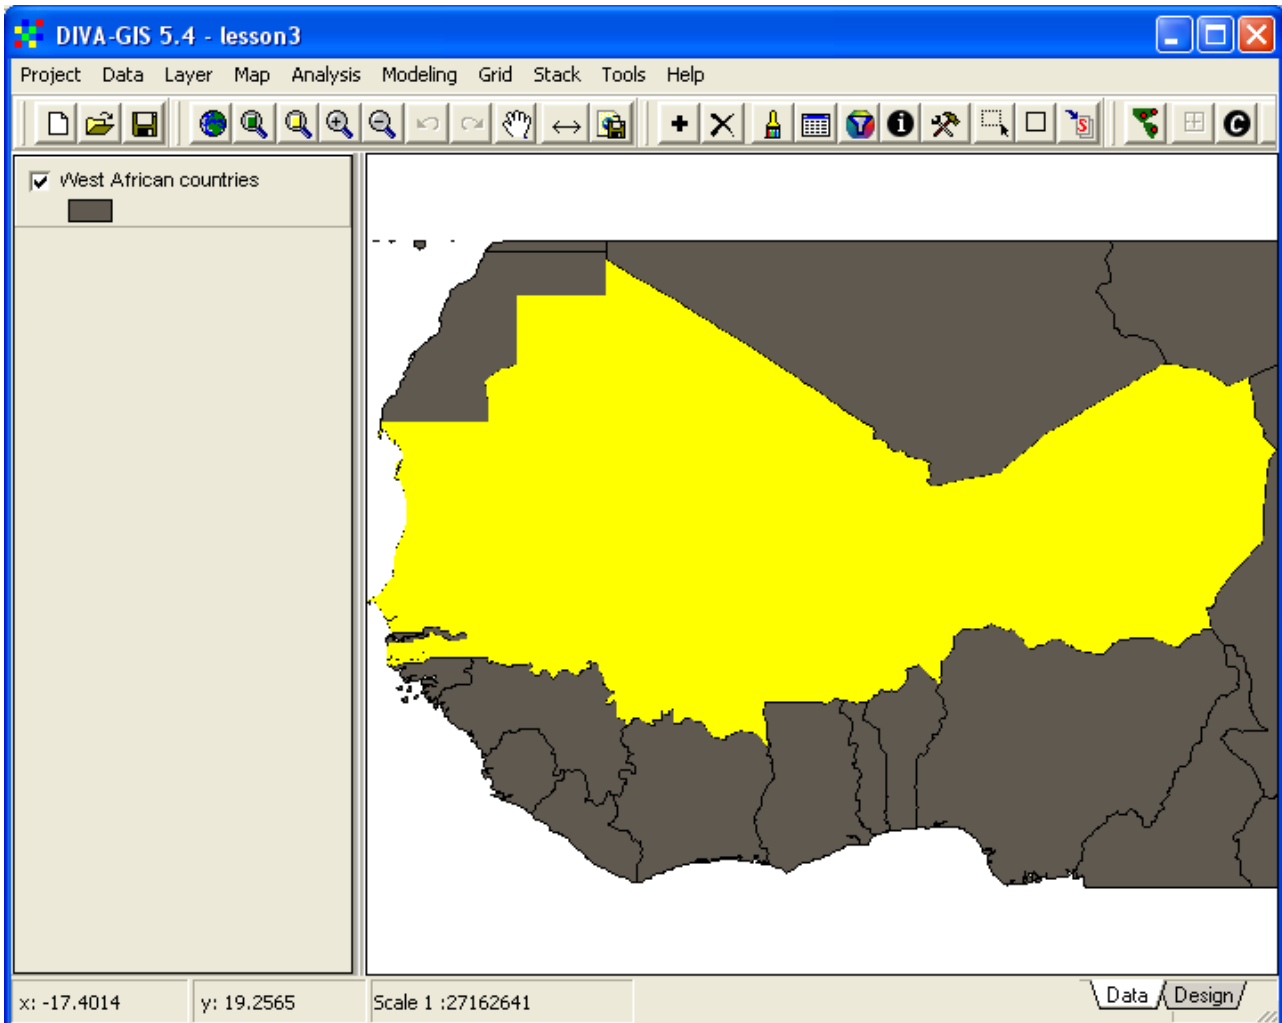 DIVA-GIS 5.4 - lesson3
Project Data Layer Map Analysis Modeling Grid Stack Tools Help
West African countries
x: -17.4014 y: 19.2565 Scale 1 :27162641 Data Design